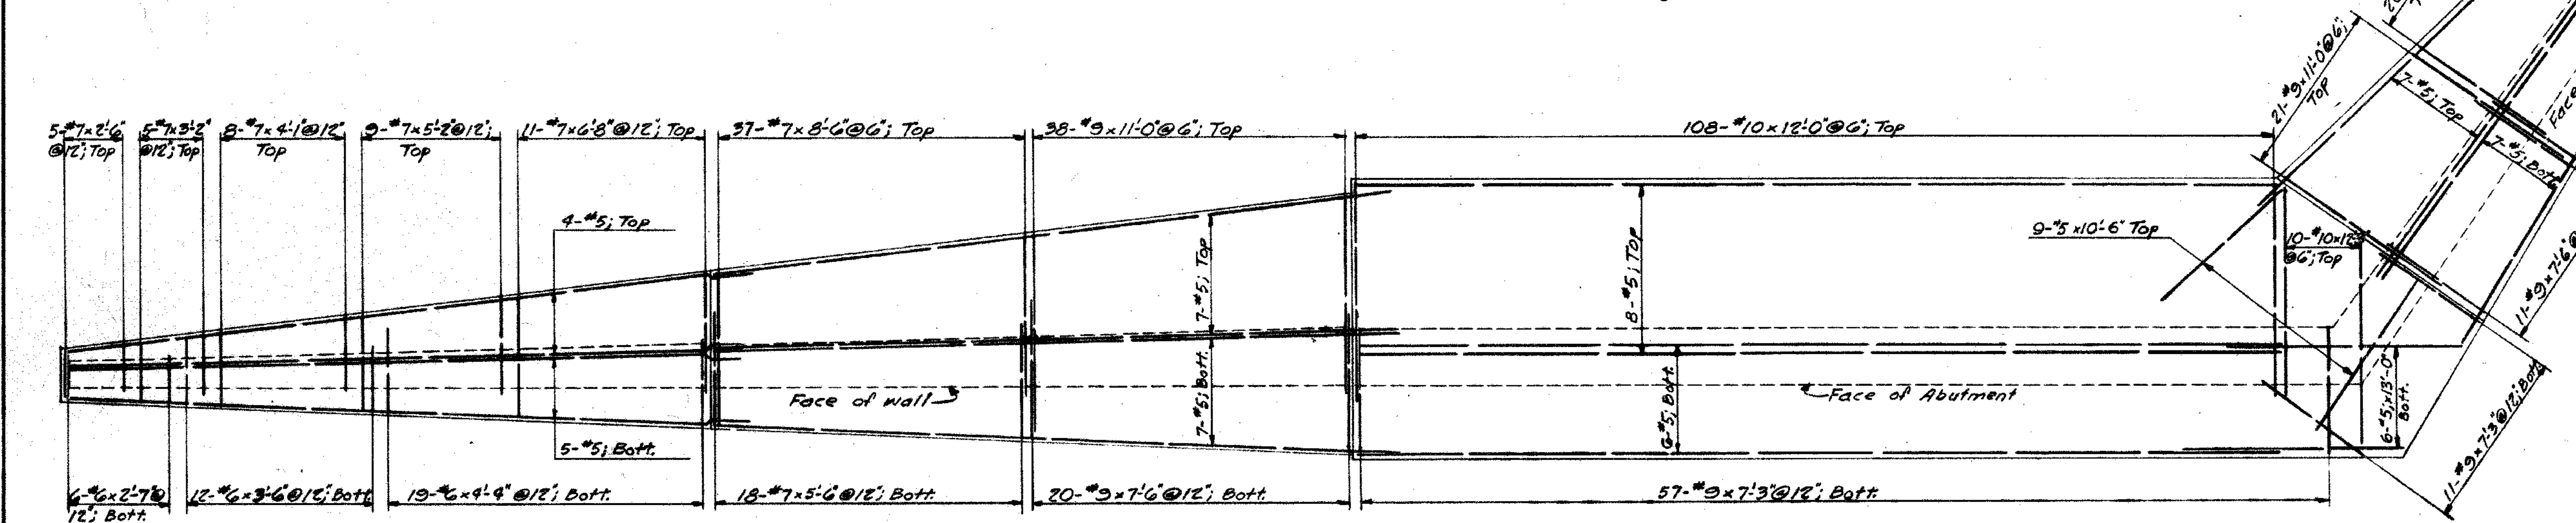 5-#7x2'-6"
@12"; Top
5-#7x3'-2"
@12"; Top
8-#7x4'-1"@12"
Top
9-#7x5'-2"@12";
Top
11-#7x6'-8"@12"; Top
37-#7x8'-6"@6"; Top
38-#9x11'-0"@6"; Top
108-#10x12'-0"@6"; Top
21-#9x11'-0"@6";
Top
7-#5; Top
7-#5; Bott.
Face
4-#5; Top
7-#5; Top
8-#5; Top
9-#5x10'-6" Top
10-#10x12'
@6"; Top
11-#9x7'-6"@
Face of wall
7-#5; Bott.
6-#5; Bott.
Face of Abutment
6-#5;x13'-0"
Bott.
5-#5; Bott.
6-#6x2'-7"@
12"; Bott.
12-#6x3'-6"@12"; Bott.
19-#6x4'-4"@12"; Bott.
18-#7x5'-6"@12"; Bott.
20-#9x7'-6"@12"; Bott.
57-#9x7'-3"@12"; Bott.
11-#9x7'-3"@12"; Bott.